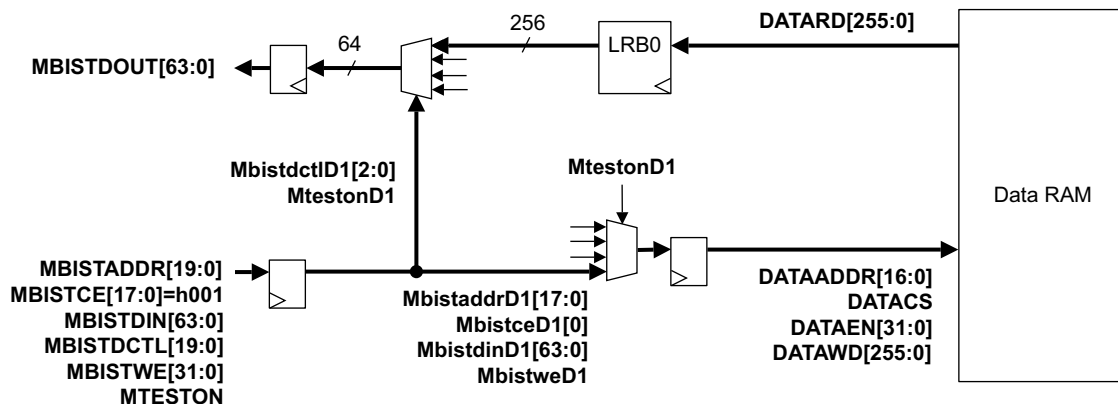 256
DATARD[255:0]
64
LRB0
MBISTDOUT[63:0]
MbistdctlD1[2:0]
MtestonD1
MtestonD1
Data RAM
MBISTADDR[19:0]
MBISTCE[17:0]=h001
MBISTDIN[63:0]
MBISTDCTL[19:0]
MBISTWE[31:0]
MTESTON
MbistaddrD1[17:0]
MbistceD1[0]
MbistdinD1[63:0]
MbistweD1
DATAADDR[16:0]
DATACS
DATAEN[31:0]
DATAWD[255:0]